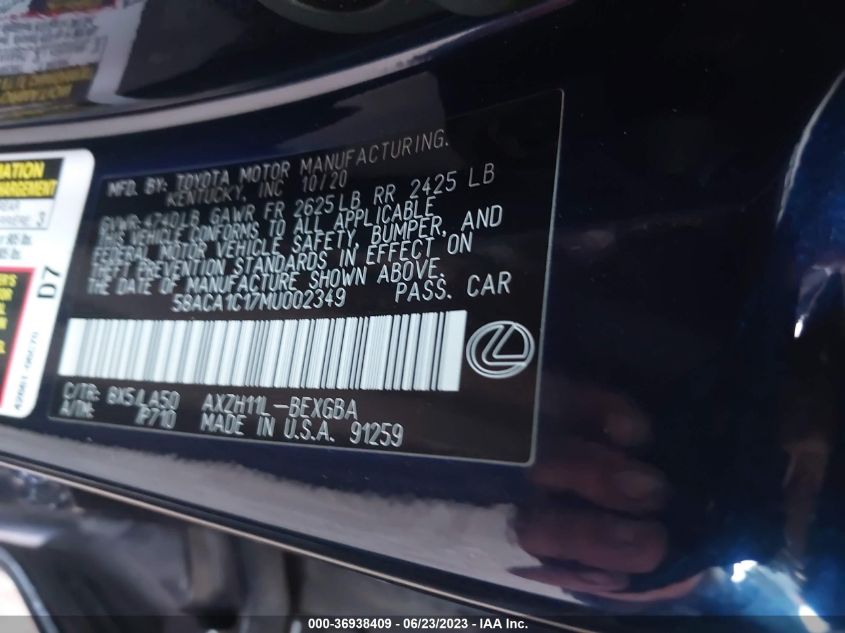 MFD. BY: TOYOTA MOTOR MANUFACTURING.
KENTUCKY, INC 10/20
GVWR 4740LB GAWR FR 2625 LB RR 2425 LB
THIS VEHICLE CONFORMS TO ALL APPLICABLE
FEDERAL MOTOR VEHICLE SAFETY, BUMPER, AND
THEFT PREVENTION STANDARDS IN EFFECT ON
THE DATE OF MANUFACTURE SHOWN ABOVE.
58ACA1C17MU002349 PASS. CAR
C/TR: 8X5/LA50 AXZH11L-BEXGBA
A/TM: /P710 MADE IN U.S.A. 91259
3
D7
000-36938409 - 06/23/2023 - IAA Inc.